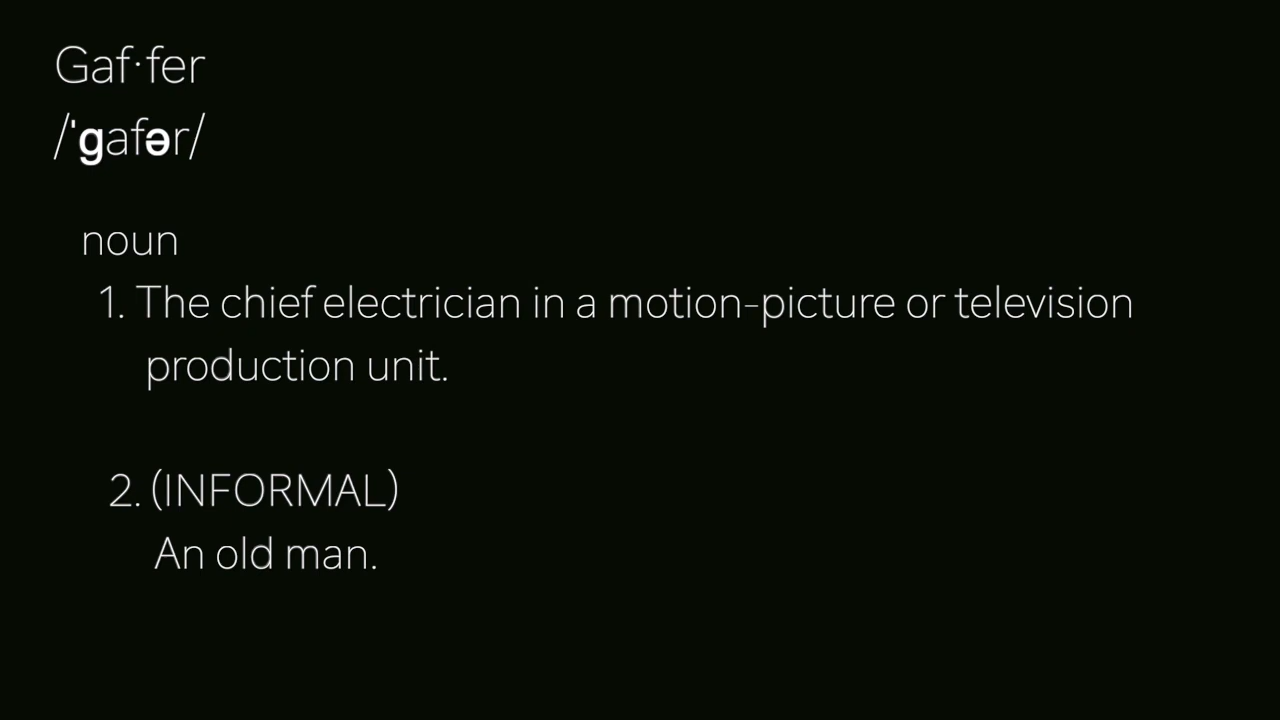 Gaf·fer
/ˈgafər/
noun
1. The chief electrician in a motion-picture or television
production unit.
2. (INFORMAL)
An old man.